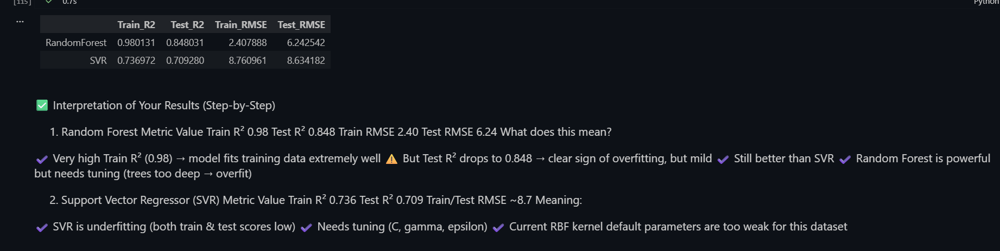 [115] ✓ 0.7s Python
...
Train_R2 Test_R2 Train_RMSE Test_RMSE
RandomForest 0.980131 0.848031 2.407888 6.242542
SVR 0.736972 0.709280 8.760961 8.634182
✅ Interpretation of Your Results (Step-by-Step)
1. Random Forest Metric Value Train R² 0.98 Test R² 0.848 Train RMSE 2.40 Test RMSE 6.24 What does this mean?
✔ Very high Train R² (0.98) → model fits training data extremely well ⚠ But Test R² drops to 0.848 → clear sign of overfitting, but mild ✔ Still better than SVR ✔ Random Forest is powerful
but needs tuning (trees too deep → overfit)
2. Support Vector Regressor (SVR) Metric Value Train R² 0.736 Test R² 0.709 Train/Test RMSE ~8.7 Meaning:
✔ SVR is underfitting (both train & test scores low) ✔ Needs tuning (C, gamma, epsilon) ✔ Current RBF kernel default parameters are too weak for this dataset